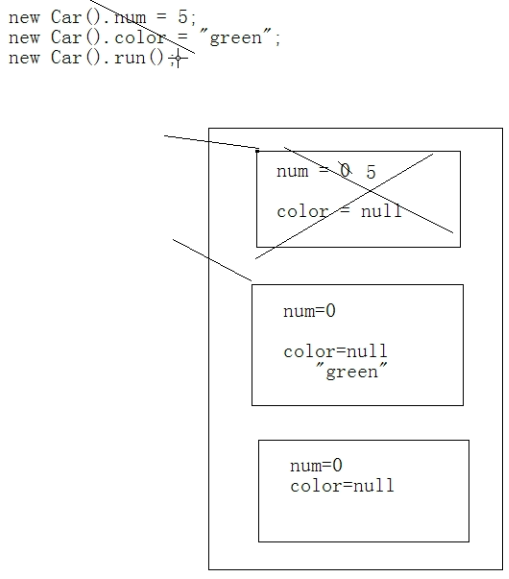 new Car().num = 5;
new Car().color = "green";
new Car().run();
num = 0 5
color = null
num=0
color=null
"green"
num=0
color=null